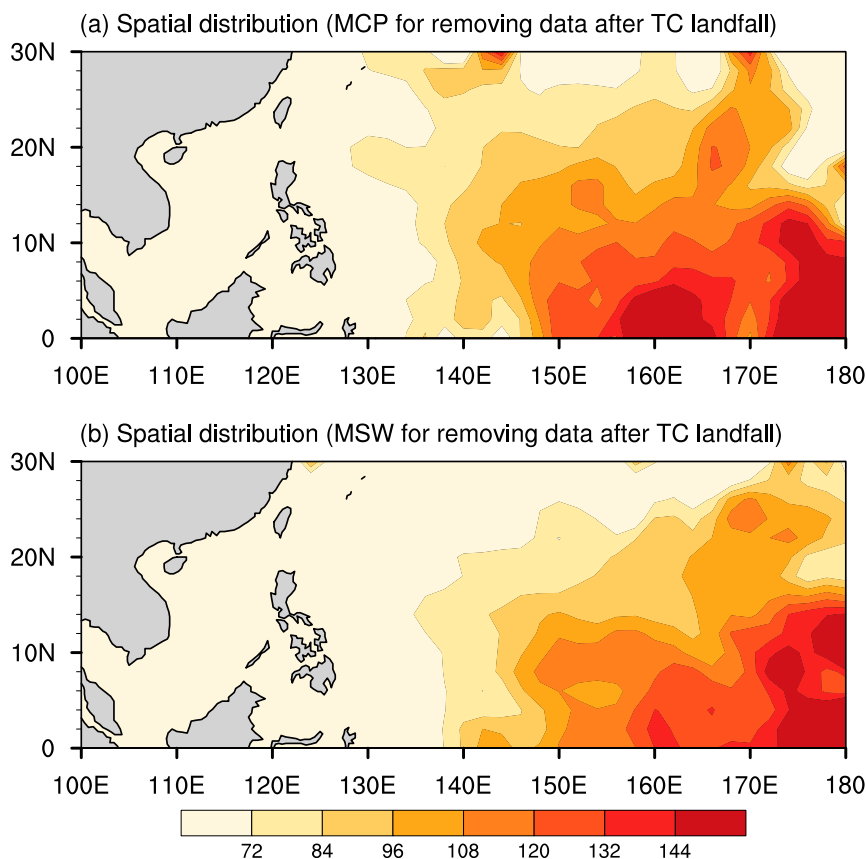 (a) Spatial distribution (MCP for removing data after TC landfall)
30N
20N
10N
0
100E 110E 120E 130E 140E 150E 160E 170E 180
(b) Spatial distribution (MSW for removing data after TC landfall)
30N
20N
10N
0
100E 110E 120E 130E 140E 150E 160E 170E 180
72 84 96 108 120 132 144